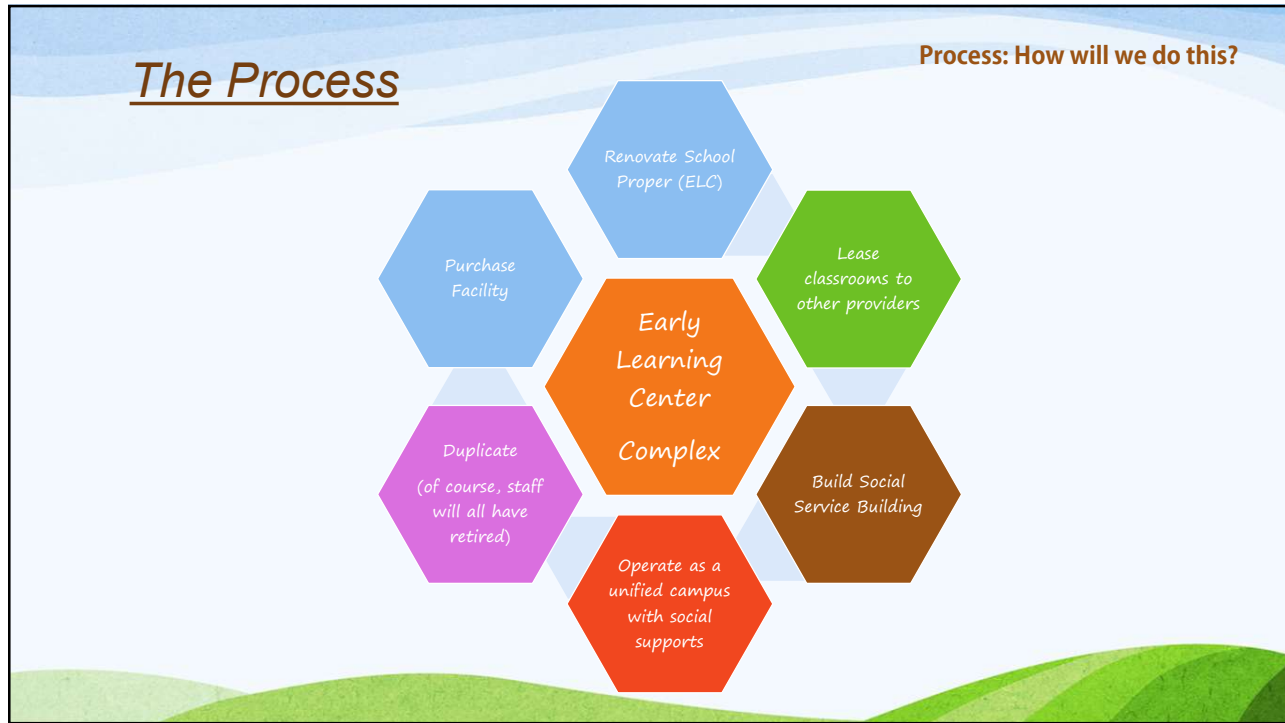 The Process
Process: How will we do this?
Renovate School
Proper (ELC)
Lease
classrooms to
other providers
Build Social
Service Building
Operate as a
unified campus
with social
supports
Duplicate
(of course, staff
will all have
retired)
Purchase
Facility
Early
Learning
Center
Complex